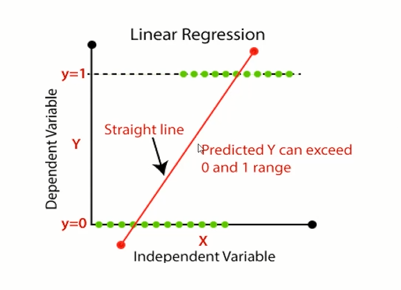 Linear Regression
y=1
Dependent Variable
Y
Straight line
Predicted Y can exceed
0 and 1 range
y=0
X
Independent Variable